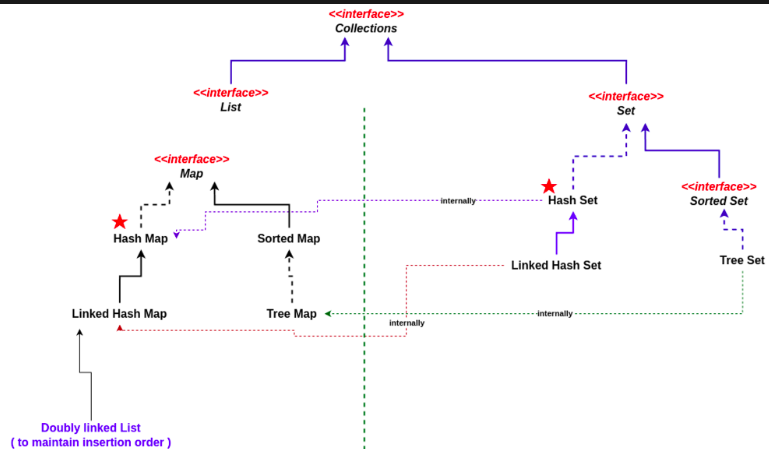 <<interface>>
Collections
<<interface>>
List
<<interface>>
Set
<<interface>>
Map
<<interface>>
Sorted Set
internally
Hash Set
Hash Map
Sorted Map
Linked Hash Set
Tree Set
Linked Hash Map
Tree Map
internally
internally
Doubly linked List
( to maintain insertion order )